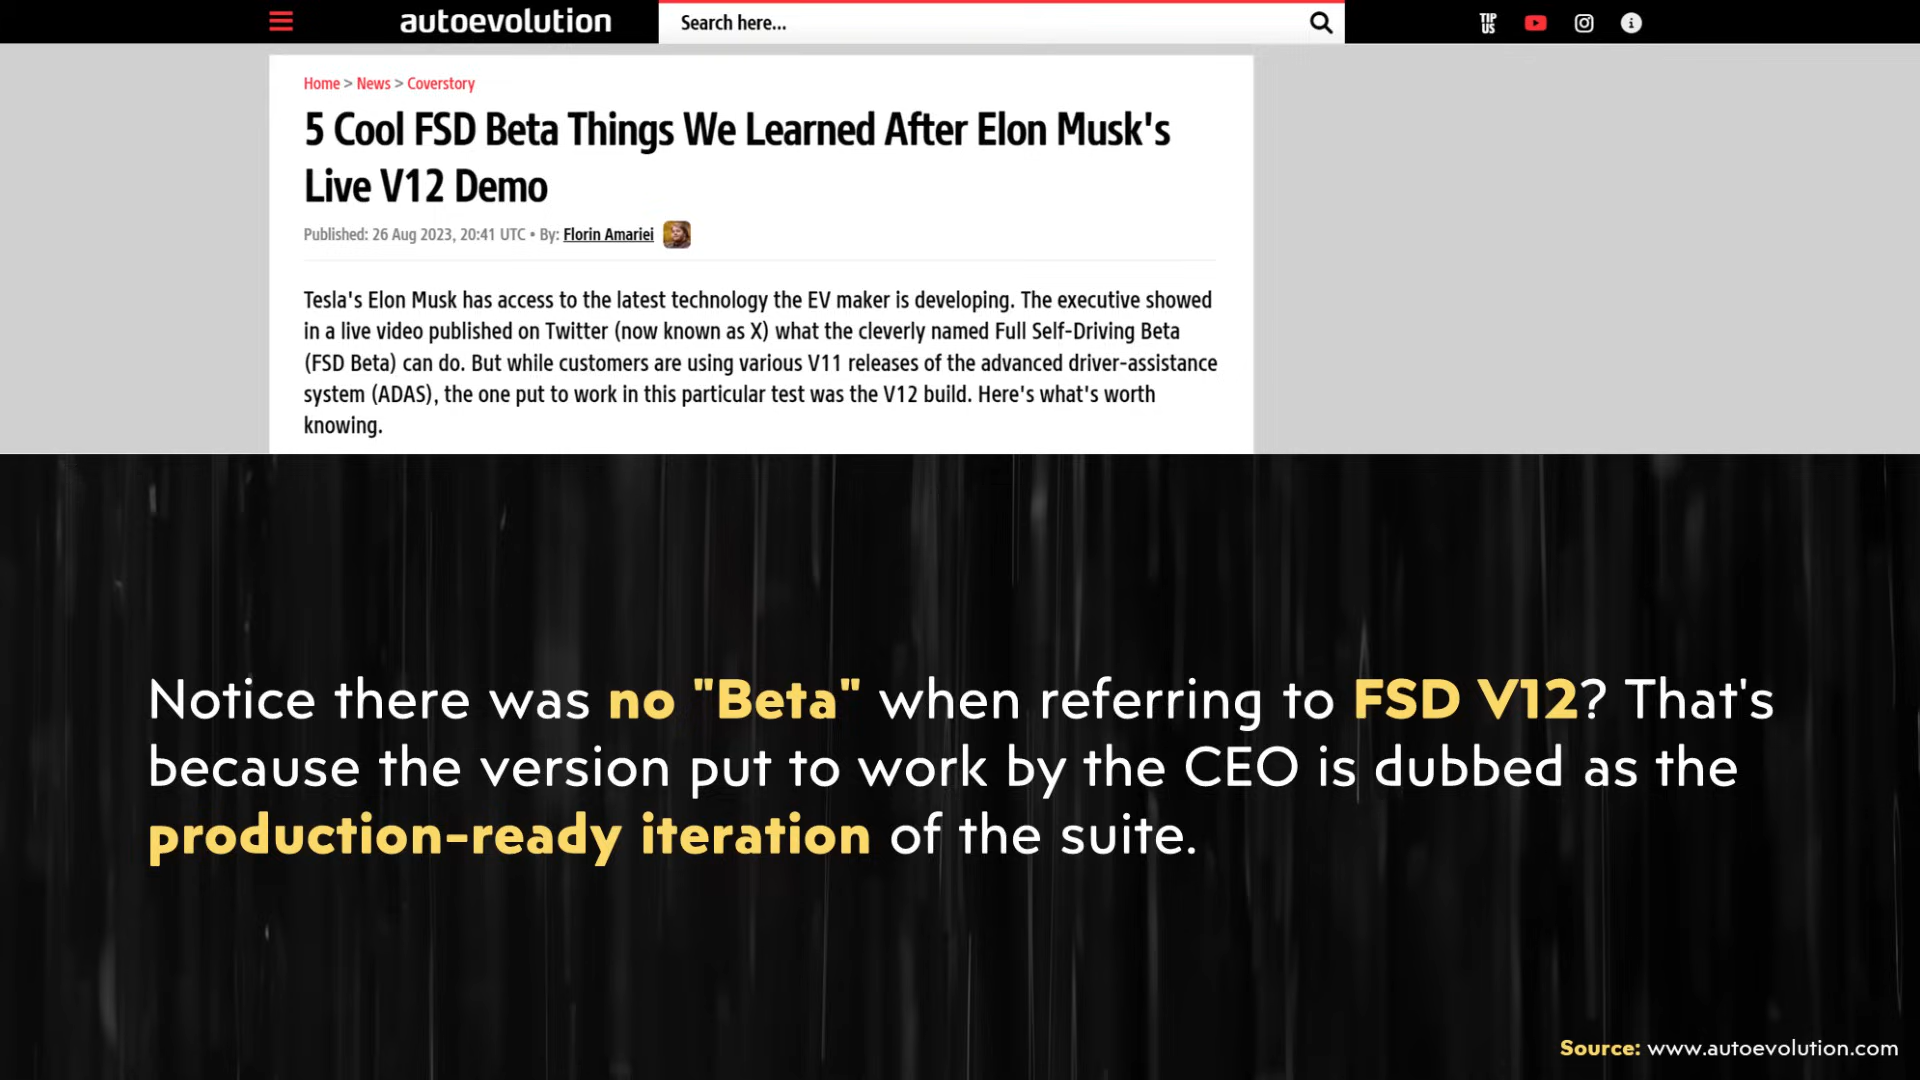 autoevolution
Search here...
TIP
US
Home > News > Coverstory
5 Cool FSD Beta Things We Learned After Elon Musk's
Live V12 Demo
Published: 26 Aug 2023, 20:41 UTC • By: Florin Amariei
Tesla's Elon Musk has access to the latest technology the EV maker is developing. The executive showed
in a live video published on Twitter (now known as X) what the cleverly named Full Self-Driving Beta
(FSD Beta) can do. But while customers are using various V11 releases of the advanced driver-assistance
system (ADAS), the one put to work in this particular test was the V12 build. Here's what's worth
knowing.
Notice there was no "Beta" when referring to FSD V12? That's
because the version put to work by the CEO is dubbed as the
production-ready iteration of the suite.
Source: www.autoevolution.com